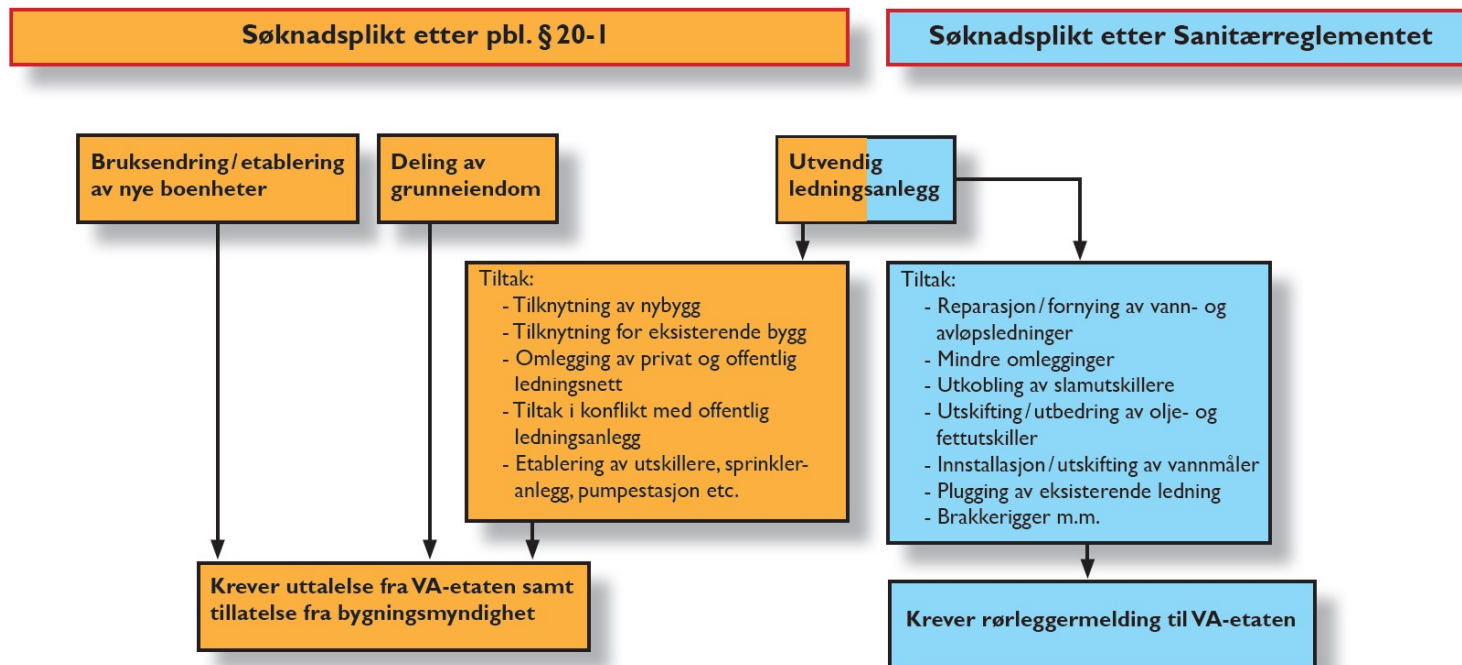 Søknadsplikt etter pbl. § 20-1
Søknadsplikt etter Sanitærreglementet
Bruksendring/etablering
av nye boenheter
Deling av
grunneiendom
Utvendig
ledningsanlegg
Tiltak:
- Tilknytning av nybygg
- Tilknytning for eksisterende bygg
- Omlegging av privat og offentlig
ledningsnett
- Tiltak i konflikt med offentlig
ledningsanlegg
- Etablering av utskillere, sprinkler-
anlegg, pumpestasjon etc.
Tiltak:
- Reparasjon/fornying av vann- og
avløpsledninger
- Mindre omlegginger
- Utkobling av slamutskillere
- Utskifting/utbedring av olje- og
fettutskiller
- Innstallasjon/utskifting av vannmåler
- Plugging av eksisterende ledning
- Brakkerigger m.m.
Krever uttalelse fra VA-etaten samt
tillatelse fra bygningsmyndighet
Krever rørleggermelding til VA-etaten